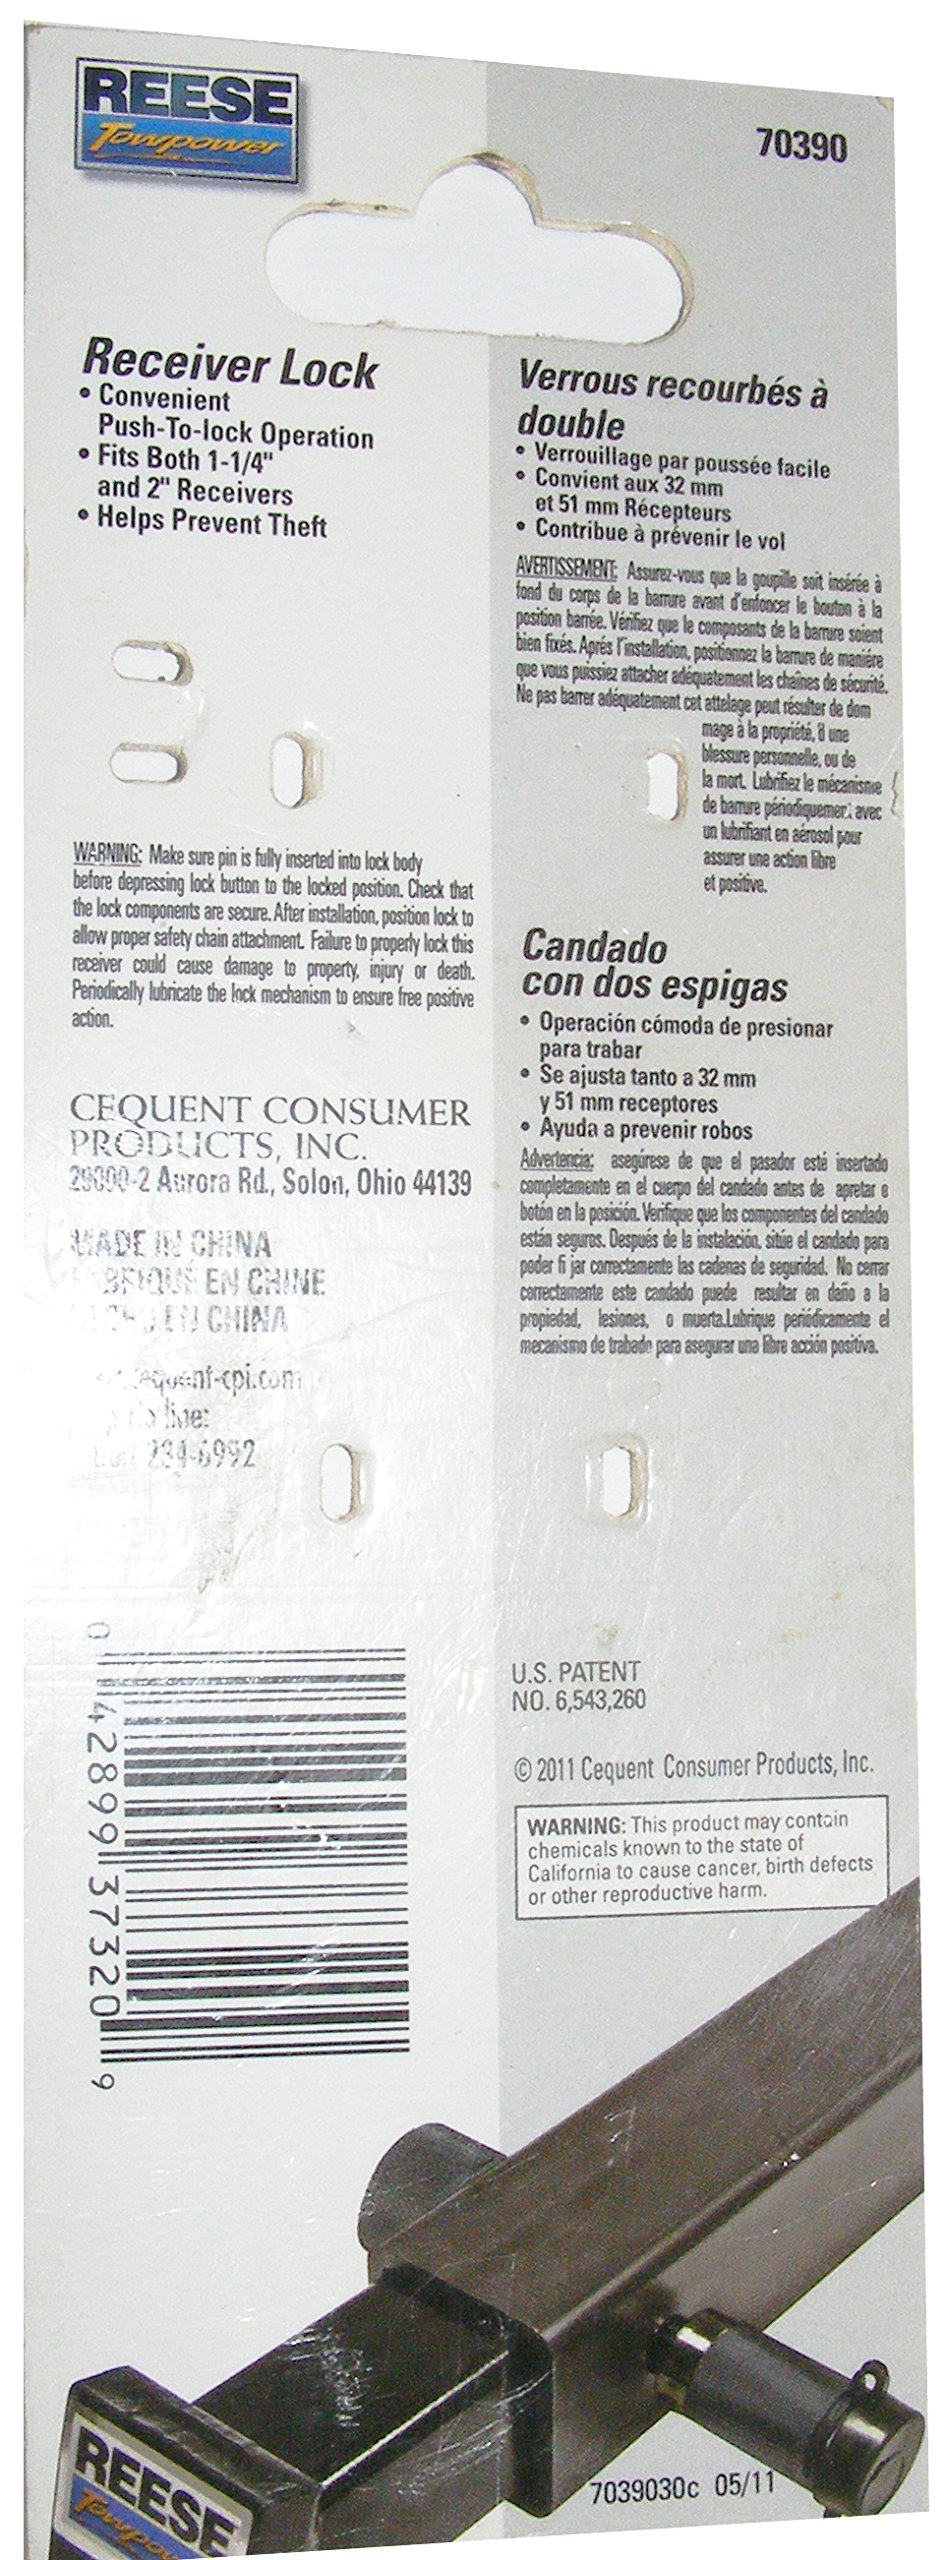 REESE
Towpower
70390
Receiver Lock
• Convenient
Push-To-lock Operation
• Fits Both 1-1/4"
and 2" Receivers
• Helps Prevent Theft
WARNING: Make sure pin is fully inserted into lock body
before depressing lock button to the locked position. Check that
the lock components are secure. After installation, position lock to
allow proper safety chain attachment. Failure to properly lock this
receiver could cause damage to property, injury or death.
Periodically lubricate the lock mechanism to ensure free positive
action.
CEQUENT CONSUMER
PRODUCTS, INC.
Aurora Rd., Solon, Ohio 44139
MADE IN CHINA
EN CHINE
EN CHINA
line:
234-6992
0 42899 37320 9
Verrous recourbés à
double
• Verrouillage par poussée facile
• Convient aux 32 mm
et 51 mm Récepteurs
• Contribue à prévenir le vol
AVERTISSEMENT: Assurez-vous que la goupille soit insérée à
fond du corps de la barrure avant d'enfoncer le bouton à la
position barrée. Vérifiez que le composants de la barrure soient
bien fixés. Aprés l'installation, positionnez la barrure de maniére
que vous puissiez attacher adéquatement les chaînes de sécurité.
Ne pas barrer adéquatement cet attelage peut résulter de dom
mage à la propriété, d une
blessure personnelle, ou de
la mort. Lubrifiez le mécanisme
de barrure périodiquement avec
un lubrifiant en aérosol pour
assurer une action libre
et positive.
Candado
con dos espigas
• Operación cómoda de presionar
para trabar
• Se ajusta tanto a 32 mm
y 51 mm receptores
• Ayuda a prevenir robos
Advertencia: asegúrese de que el pasador esté insertado
completamente en el cuerpo del candado antes de apretar e
botón en la posición. Verifique que los componentes del candado
están seguros. Después de la instalación, sitúe el candado para
poder fi jar correctamente las cadenas de seguridad. No cerrar
correctamente este candado puede resultar en daño a la
propiedad, lesiones, o muerta.Lubrique periódicamente el
mecanismo de trabado para asegurar una libre acción positiva.
U.S. PATENT
NO. 6,543,260
© 2011 Cequent Consumer Products, Inc.
WARNING: This product may contain
chemicals known to the state of
California to cause cancer, birth defects
or other reproductive harm.
REESE
Towpower
7039030c 05/11